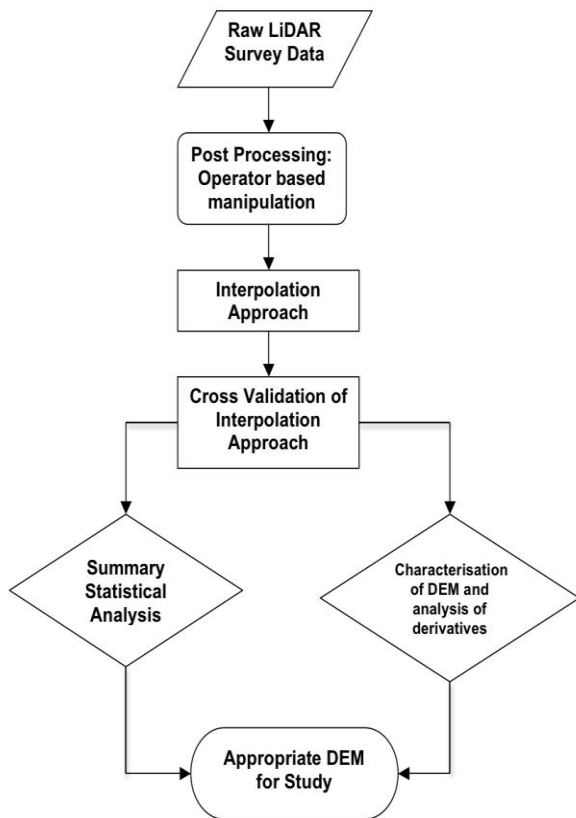 Raw LiDAR
Survey Data
Post Processing:
Operator based
manipulation
Interpolation
Approach
Cross Validation of
Interpolation
Approach
Summary
Statistical
Analysis
Characterisation
of DEM and
analysis of
derivatives
Appropriate DEM
for Study